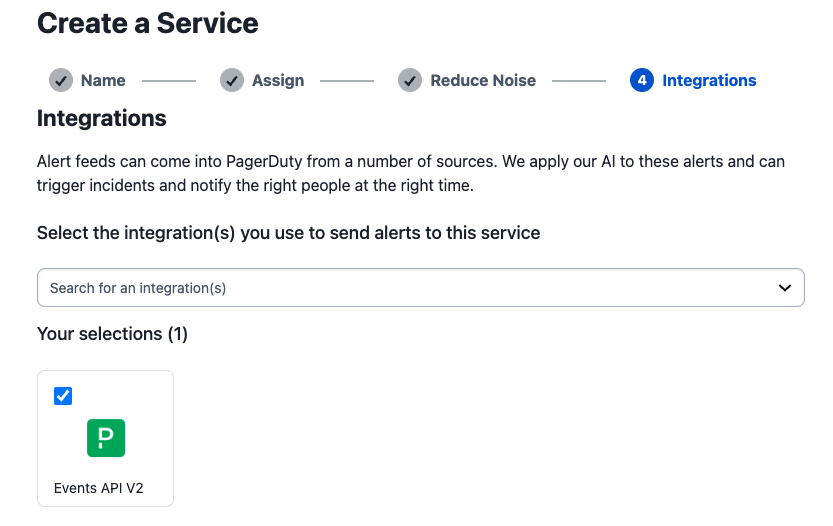 Create a Service
Name Assign Reduce Noise 4 Integrations
Integrations
Alert feeds can come into PagerDuty from a number of sources. We apply our AI to these alerts and can
trigger incidents and notify the right people at the right time.
Select the integration(s) you use to send alerts to this service
Search for an integration(s)
Your selections (1)
P
Events API V2